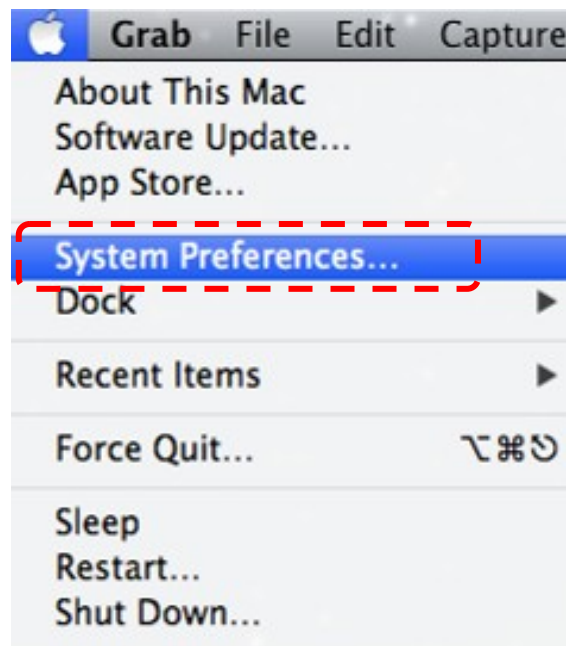 Grab File Edit Capture
About This Mac
Software Update...
App Store...
System Preferences...
Dock
Recent Items
Force Quit... ⌥⌘⎋
Sleep
Restart...
Shut Down...